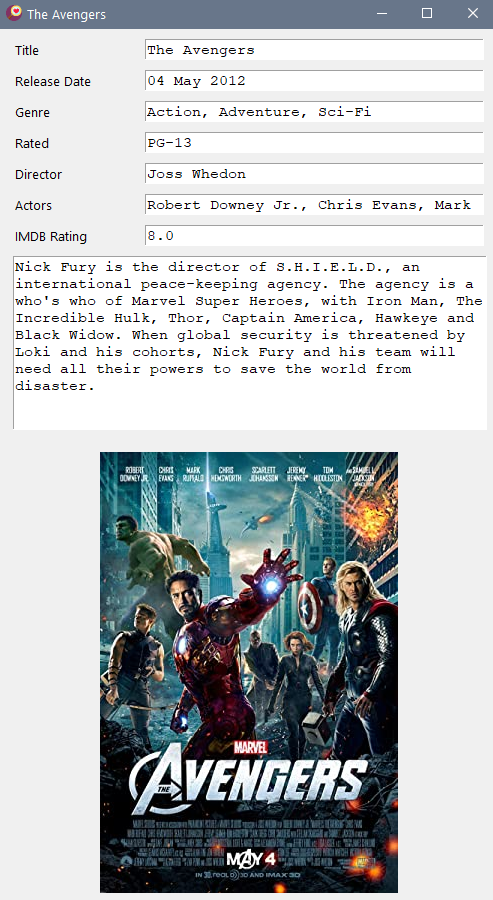 The Avengers
Title The Avengers
Release Date 04 May 2012
Genre Action, Adventure, Sci-Fi
Rated PG-13
Director Joss Whedon
Actors Robert Downey Jr., Chris Evans, Mark
IMDB Rating 8.0
Nick Fury is the director of S.H.I.E.L.D., an
international peace-keeping agency. The agency is a
who's who of Marvel Super Heroes, with Iron Man, The
Incredible Hulk, Thor, Captain America, Hawkeye and
Black Widow. When global security is threatened by
Loki and his cohorts, Nick Fury and his team will
need all their powers to save the world from
disaster.
ROBERT CHRIS MARK CHRIS SCARLETT JEREMY TOM AND SAMUEL L.
DOWNEY JR. EVANS RUFFALO HEMSWORTH JOHANSSON RENNER HIDDLESTON JACKSON
MARVEL
THE AVENGERS
MAY 4
IN REAL D 3D AND IMAX 3D